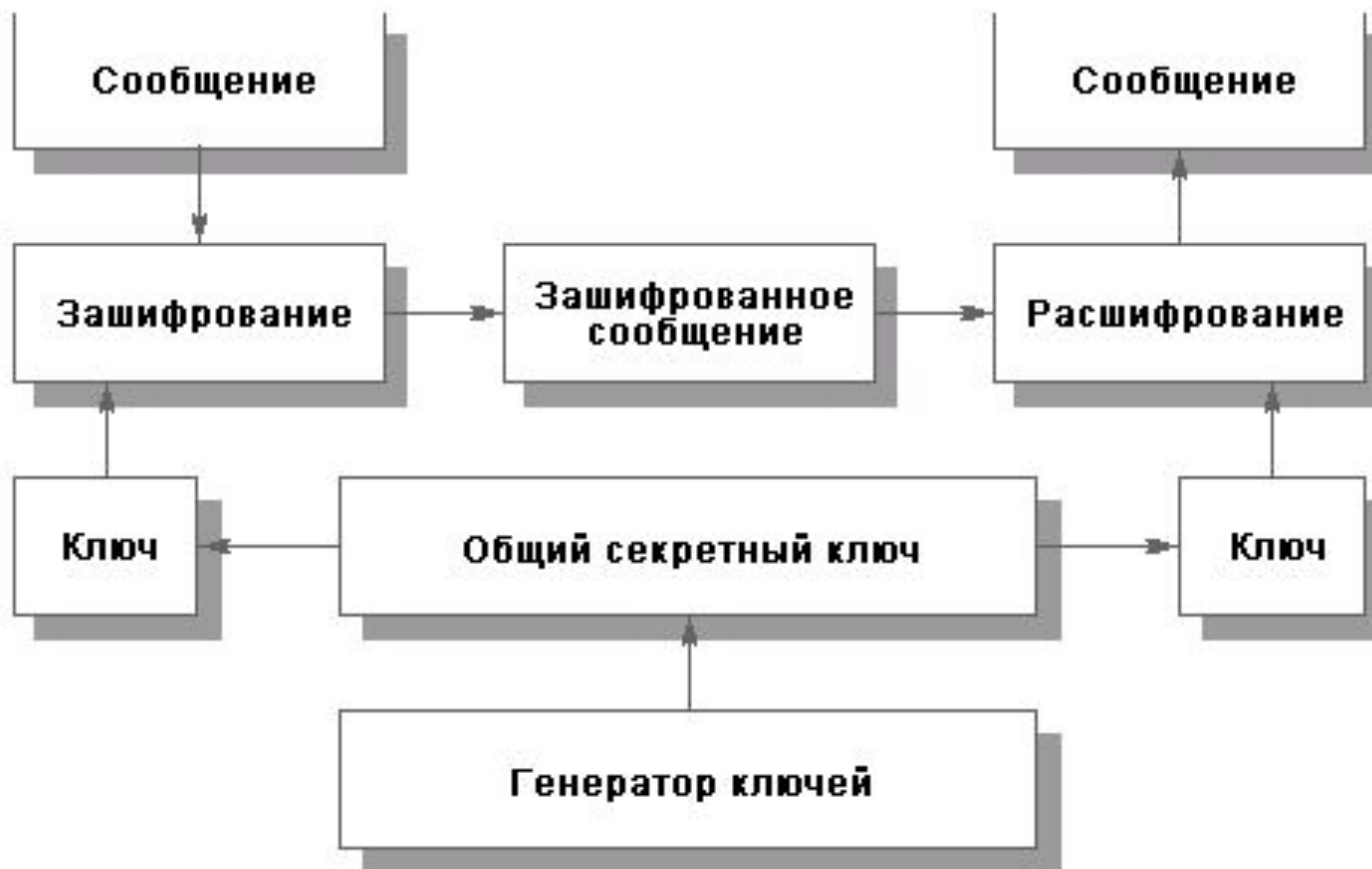 Сообщение
Сообщение
Зашифрование
Зашифрованное
сообщение
Расшифрование
Ключ
Общий секретный ключ
Ключ
Генератор ключей